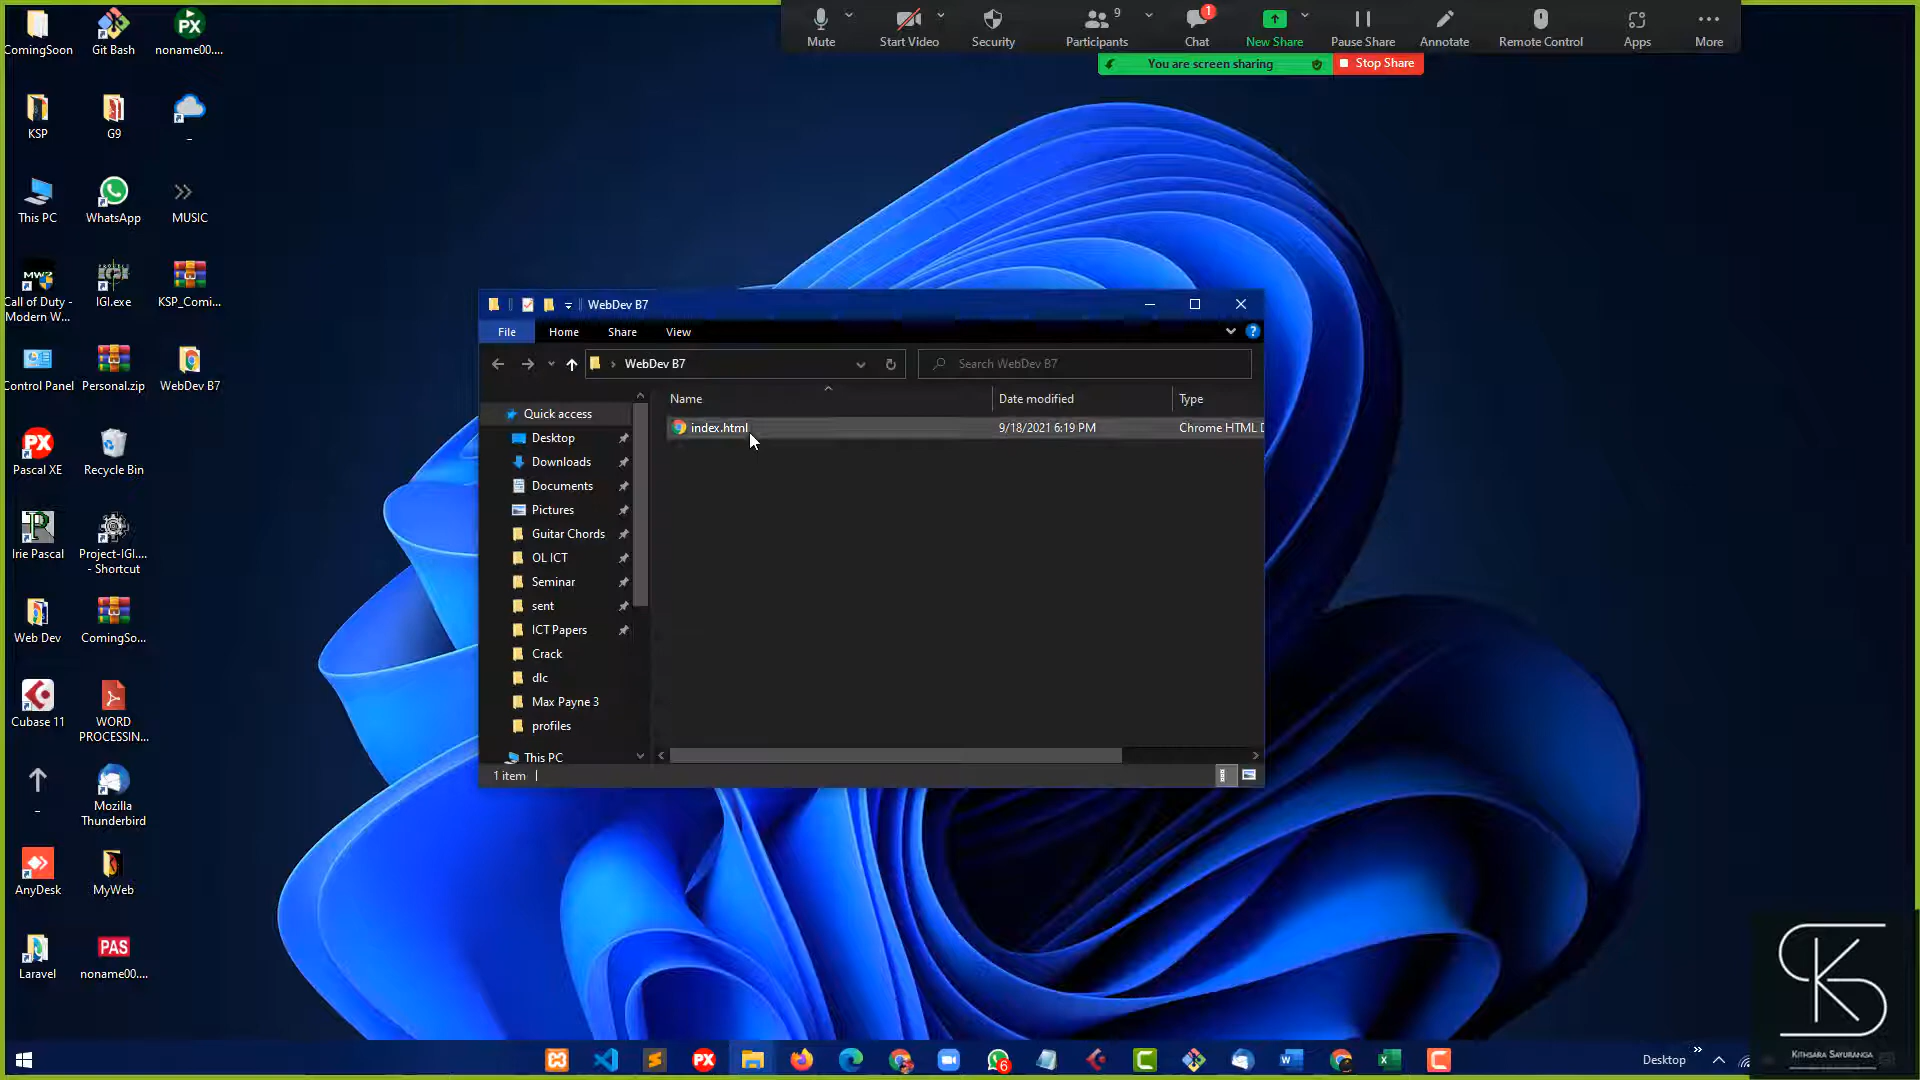 Mute
Start Video
Security
9
Participants
1
Chat
New Share
Pause Share
Annotate
Remote Control
Apps
More
You are screen sharing
Stop Share
ComingSoon
Git Bash
noname00....
KSP
G9
_
This PC
WhatsApp
MUSIC
Call of Duty -
Modern W...
IGI.exe
KSP_Comi...
Control Panel
Personal.zip
WebDev B7
Pascal XE
Recycle Bin
Irie Pascal
Project-IGI....
- Shortcut
Web Dev
ComingSo...
Cubase 11
WORD
PROCESSIN...
_
Mozilla
Thunderbird
AnyDesk
MyWeb
Laravel
PAS
noname00....
WebDev B7
File
Home
Share
View
WebDev B7
Search WebDev B7
Name
Date modified
Type
index.html
9/18/2021 6:19 PM
Chrome HTML D
Quick access
Desktop
Downloads
Documents
Pictures
Guitar Chords
OL ICT
Seminar
sent
ICT Papers
Crack
dlc
Max Payne 3
profiles
This PC
1 item
Desktop
6
KITHSARA SAYURANGA